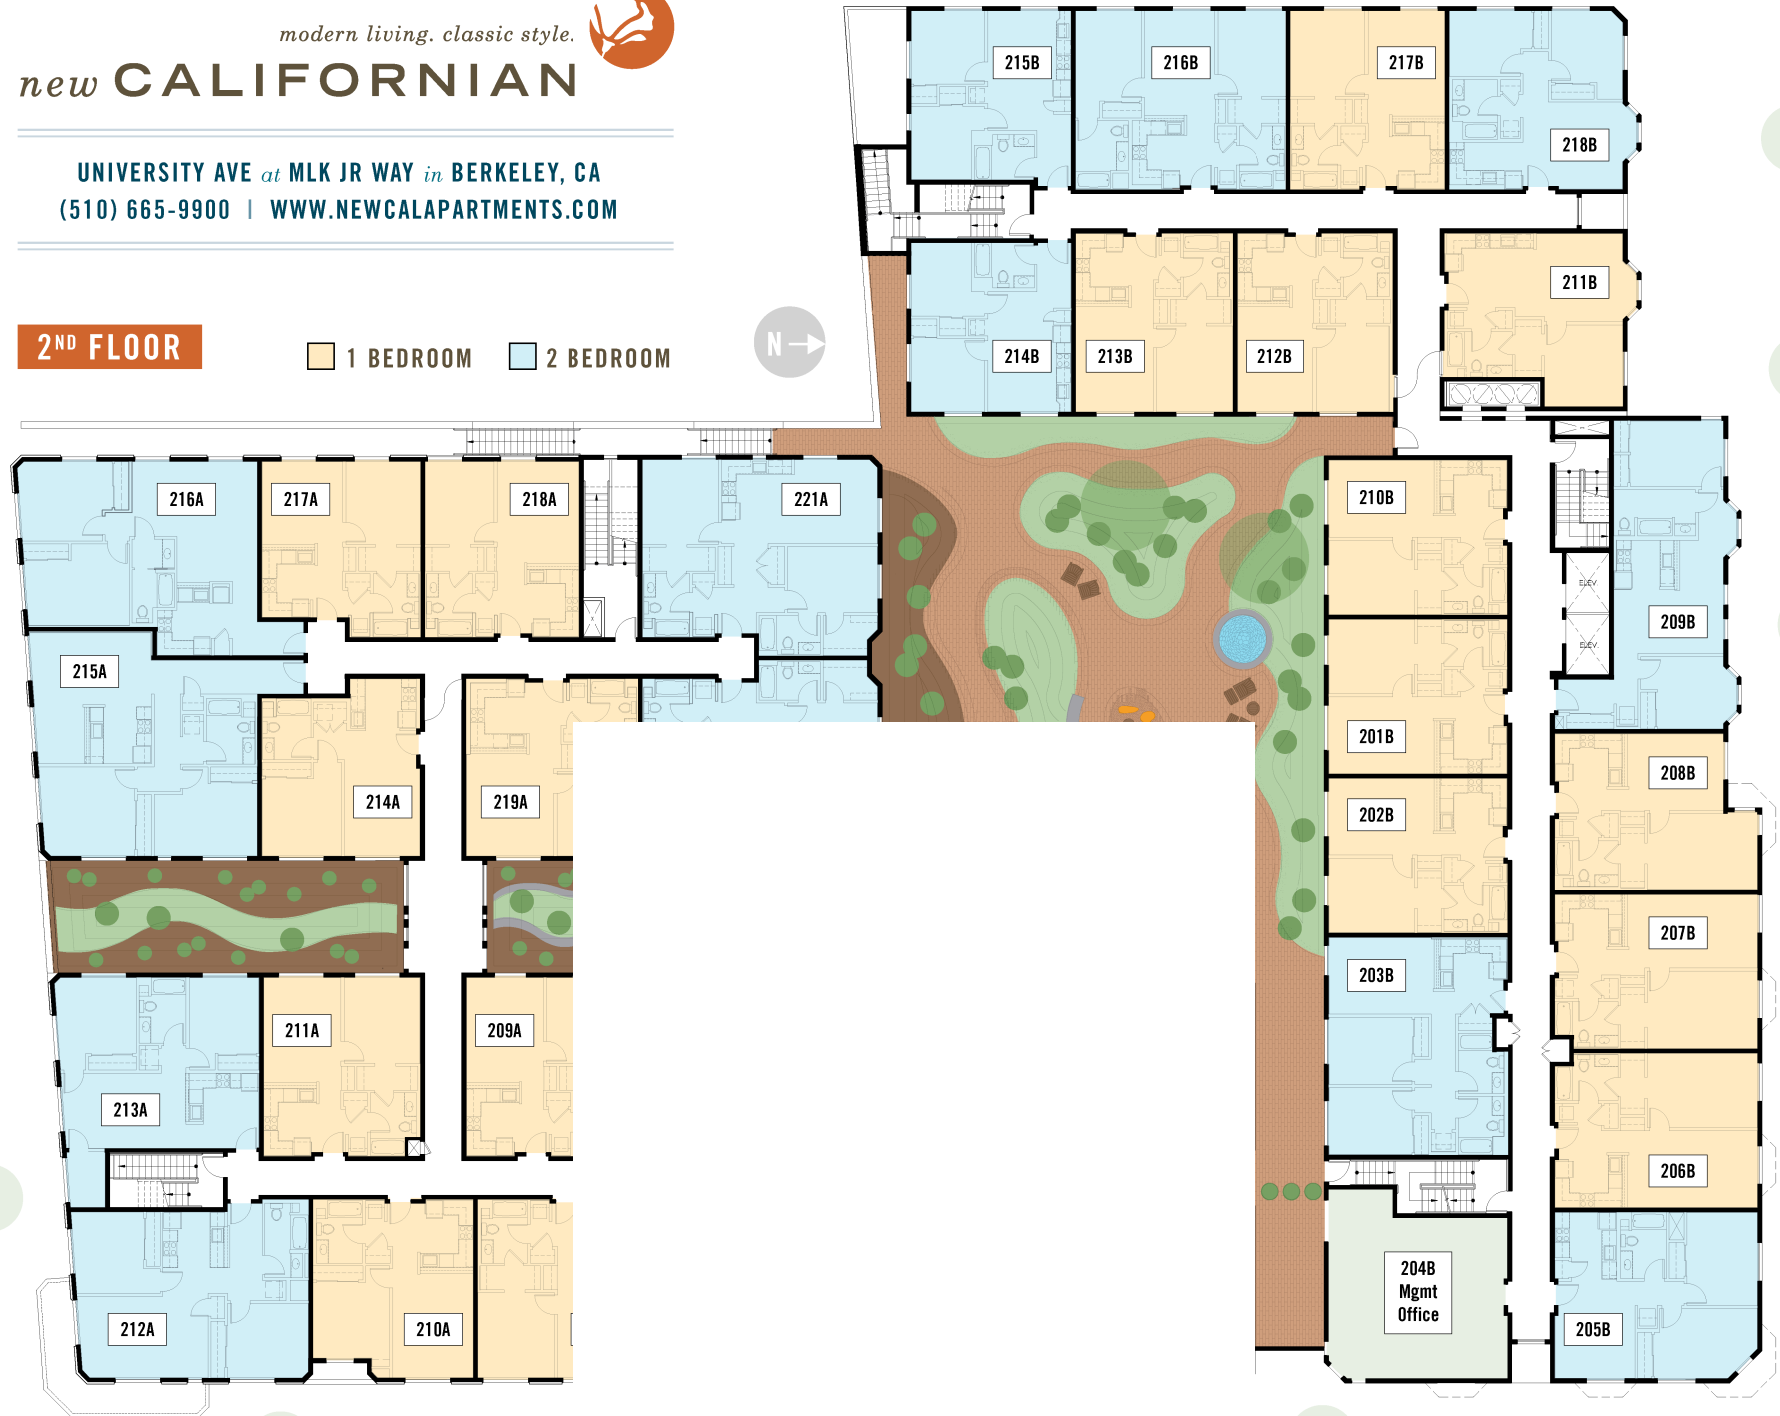 modern living. classic style.
new CALIFORNIAN
UNIVERSITY AVE at MLK JR WAY in BERKELEY, CA
(510) 665-9900 | WWW.NEWCALAPARTMENTS.COM
2ND FLOOR
1 BEDROOM
2 BEDROOM
N
215B
216B
217B
218B
211B
214B
213B
212B
216A
217A
218A
221A
210B
ELEV.
ELEV.
209B
215A
201B
214A
219A
208B
202B
207B
203B
211A
209A
213A
206B
212A
210A
204B
Mgmt
Office
205B